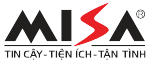 MISA®
TIN CẬY-TIỆN ÍCH-TẬN TÌNH